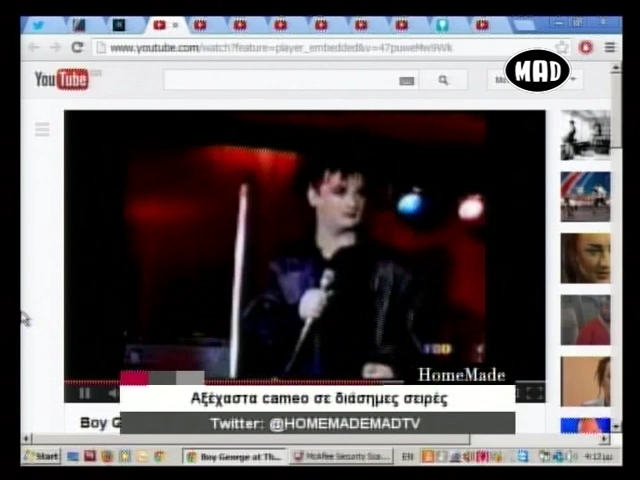 www.youtube.com/watch?feature=player_embedded&v=47puweMw9Wk
MAD
YouTube
HomeMade
Αξέχαστα cameo σε διάσημες σειρές
Boy G
Twitter: @HOMEMADEMADTV
Start
Boy George at Th...
McAfee Security Sca...
EN
4:12 μμ